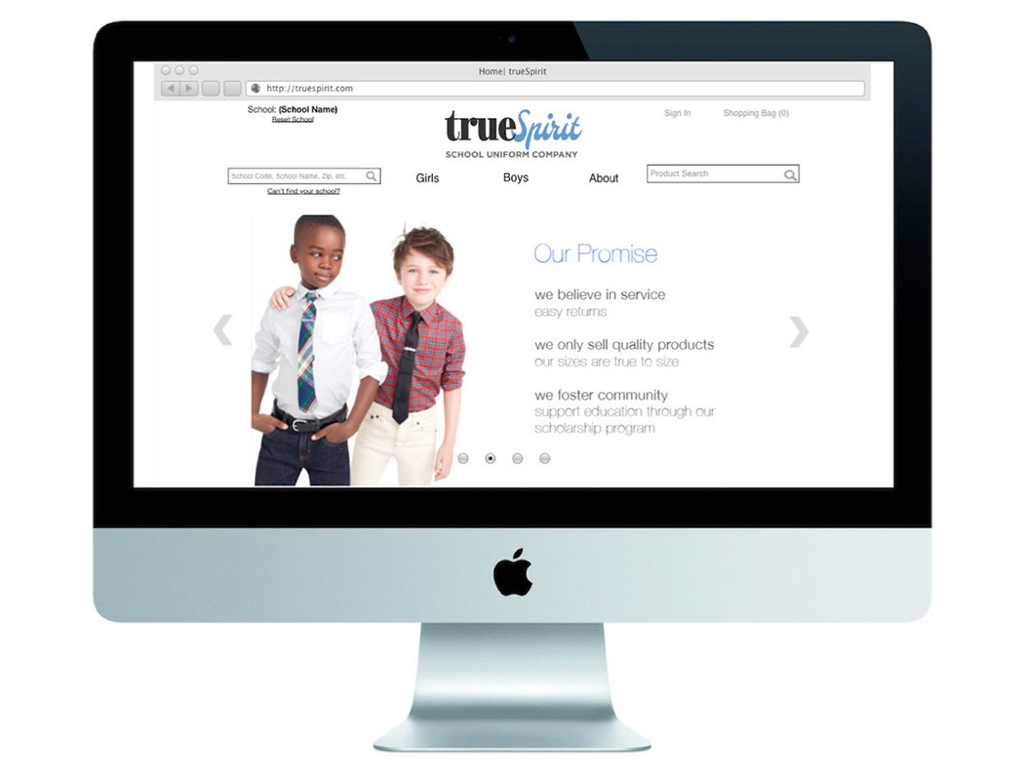 Home| trueSpirit
http://truespirit.com
School: (School Name)
Reset School
trueSpirit
SCHOOL UNIFORM COMPANY
Sign In
Shopping Bag (0)
School Code, School Name, Zip, etc.
Can't find your school?
Girls
Boys
About
Product Search
Our Promise
we believe in service
easy returns
we only sell quality products
our sizes are true to size
we foster community
support education through our
scholarship program